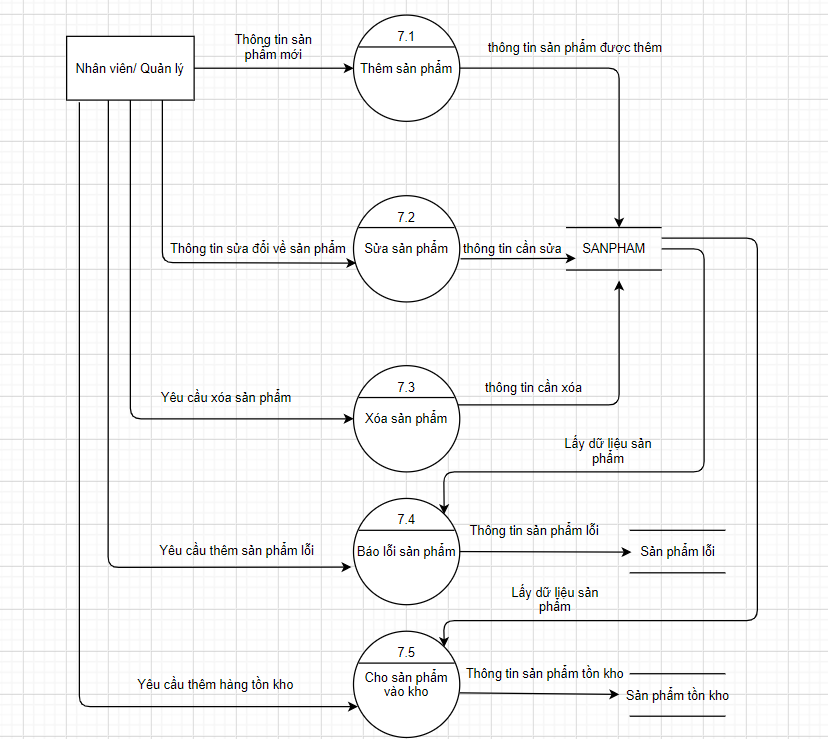 Nhân viên/ Quản lý
Thông tin sản
phẩm mới
7.1
Thêm sản phẩm
thông tin sản phẩm được thêm
7.2
Sửa sản phẩm
Thông tin sửa đổi về sản phẩm
thông tin cần sửa
SANPHAM
7.3
Xóa sản phẩm
Yêu cầu xóa sản phẩm
thông tin cần xóa
Lấy dữ liệu sản
phẩm
7.4
Báo lỗi sản phẩm
Yêu cầu thêm sản phẩm lỗi
Thông tin sản phẩm lỗi
Sản phẩm lỗi
Lấy dữ liệu sản
phẩm
7.5
Cho sản phẩm
vào kho
Yêu cầu thêm hàng tồn kho
Thông tin sản phẩm tồn kho
Sản phẩm tồn kho